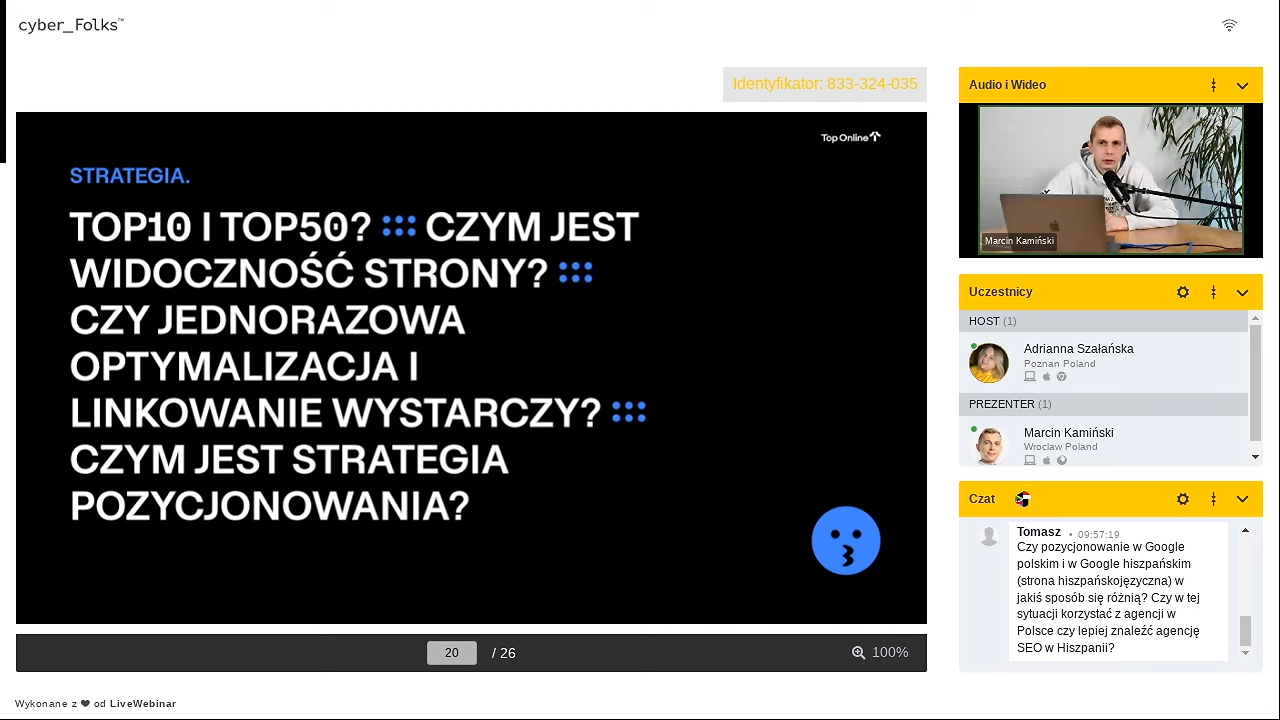 cyber_Folks™
Identyfikator: 833-324-035
Top Online
STRATEGIA.
TOP10 I TOP50? CZYM JEST
WIDOCZNOŚĆ STRONY?
CZY JEDNORAZOWA
OPTYMALIZACJA I
LINKOWANIE WYSTARCZY?
CZYM JEST STRATEGIA
POZYCJONOWANIA?
20 / 26
100%
Audio i Wideo
Marcin Kamiński
Uczestnicy
HOST (1)
Adrianna Szałańska
Poznan Poland
PREZENTER (1)
Marcin Kamiński
Wroclaw Poland
Czat
Tomasz • 09:57:19
Czy pozycjonowanie w Google
polskim i w Google hiszpańskim
(strona hiszpańskojęzyczna) w
jakiś sposób się różnią? Czy w tej
sytuacji korzystać z agencji w
Polsce czy lepiej znaleźć agencję
SEO w Hiszpanii?
Wykonane z ❤ od LiveWebinar